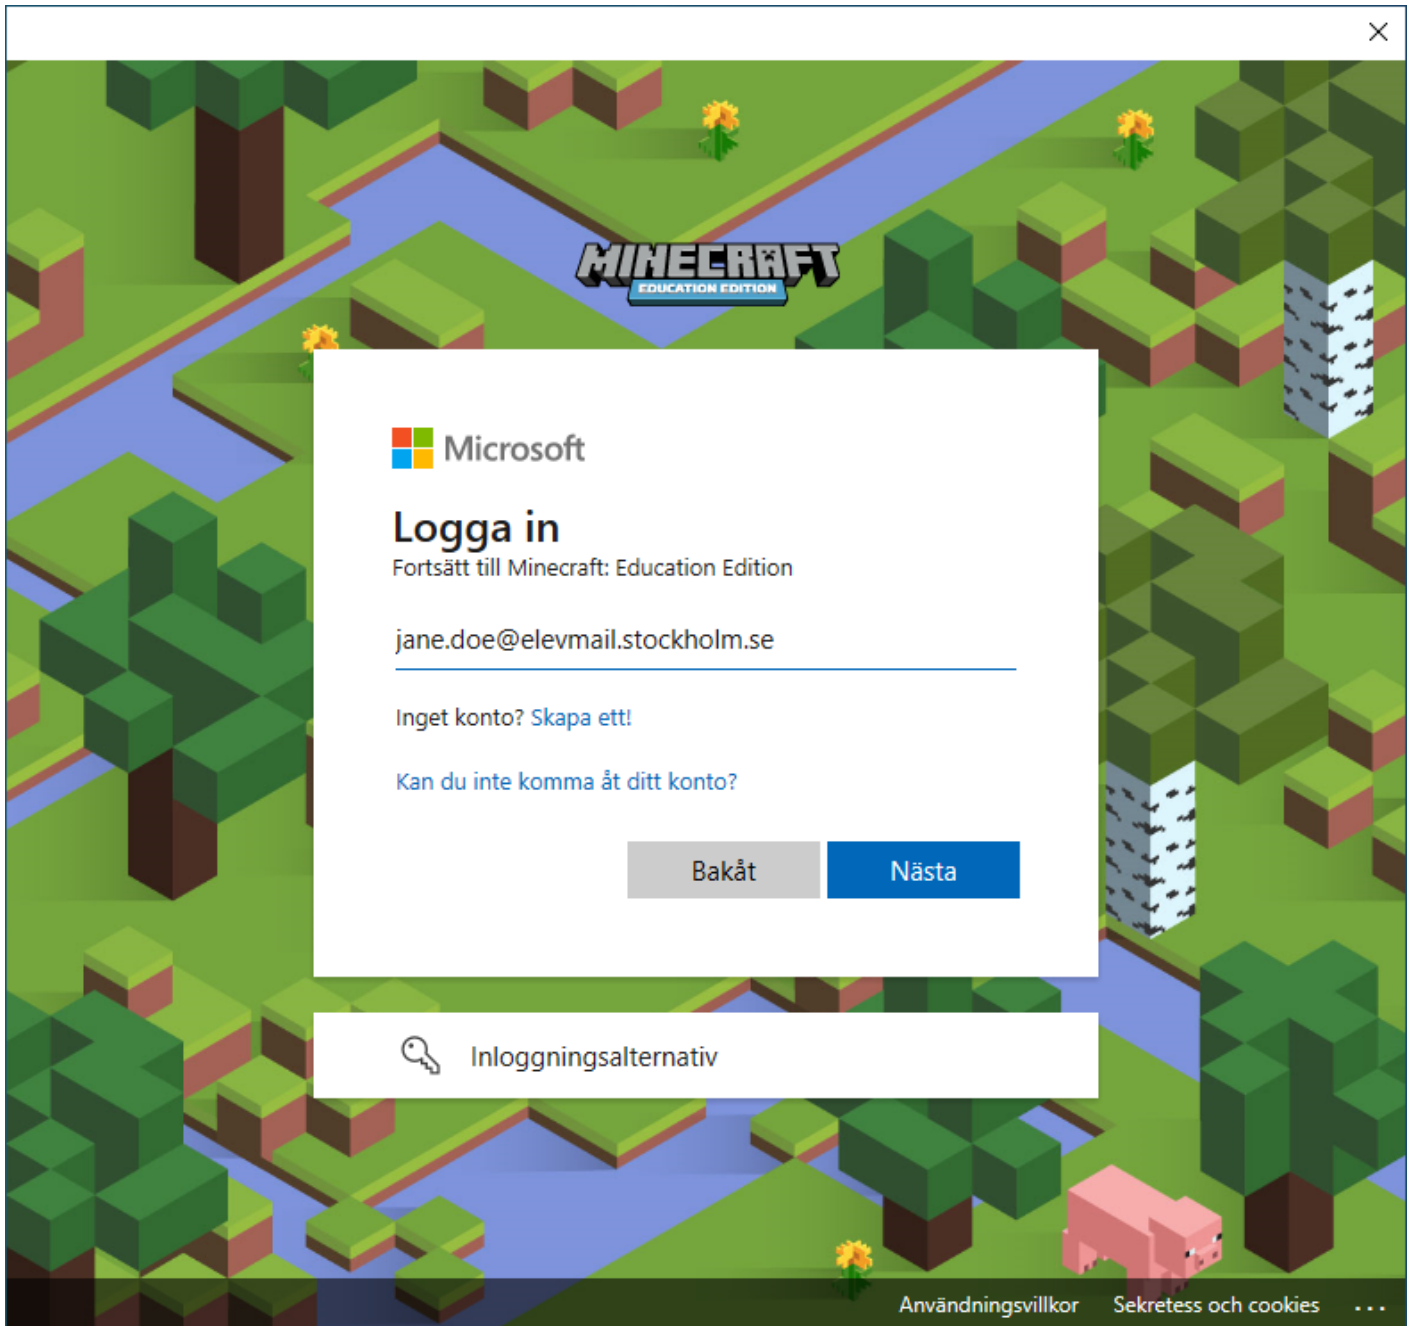 MINECRAFT
EDUCATION EDITION
Microsoft
Logga in
Fortsätt till Minecraft: Education Edition
jane.doe@elevmail.stockholm.se
Inget konto? Skapa ett!
Kan du inte komma åt ditt konto?
Bakåt Nästa
Inloggningsalternativ
Användningsvillkor Sekretess och cookies ...